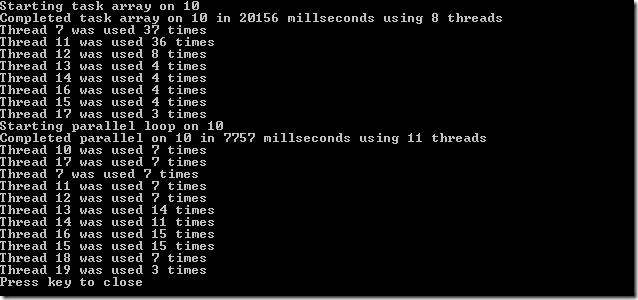 Starting task array on 10
Completed task array on 10 in 20156 millseconds using 8 threads
Thread 7 was used 37 times
Thread 11 was used 36 times
Thread 12 was used 8 times
Thread 13 was used 4 times
Thread 14 was used 4 times
Thread 16 was used 4 times
Thread 15 was used 4 times
Thread 17 was used 3 times
Starting parallel loop on 10
Completed parallel on 10 in 7757 millseconds using 11 threads
Thread 10 was used 7 times
Thread 17 was used 7 times
Thread 7 was used 7 times
Thread 11 was used 7 times
Thread 12 was used 7 times
Thread 13 was used 14 times
Thread 14 was used 11 times
Thread 16 was used 15 times
Thread 15 was used 15 times
Thread 18 was used 7 times
Thread 19 was used 3 times
Press key to close